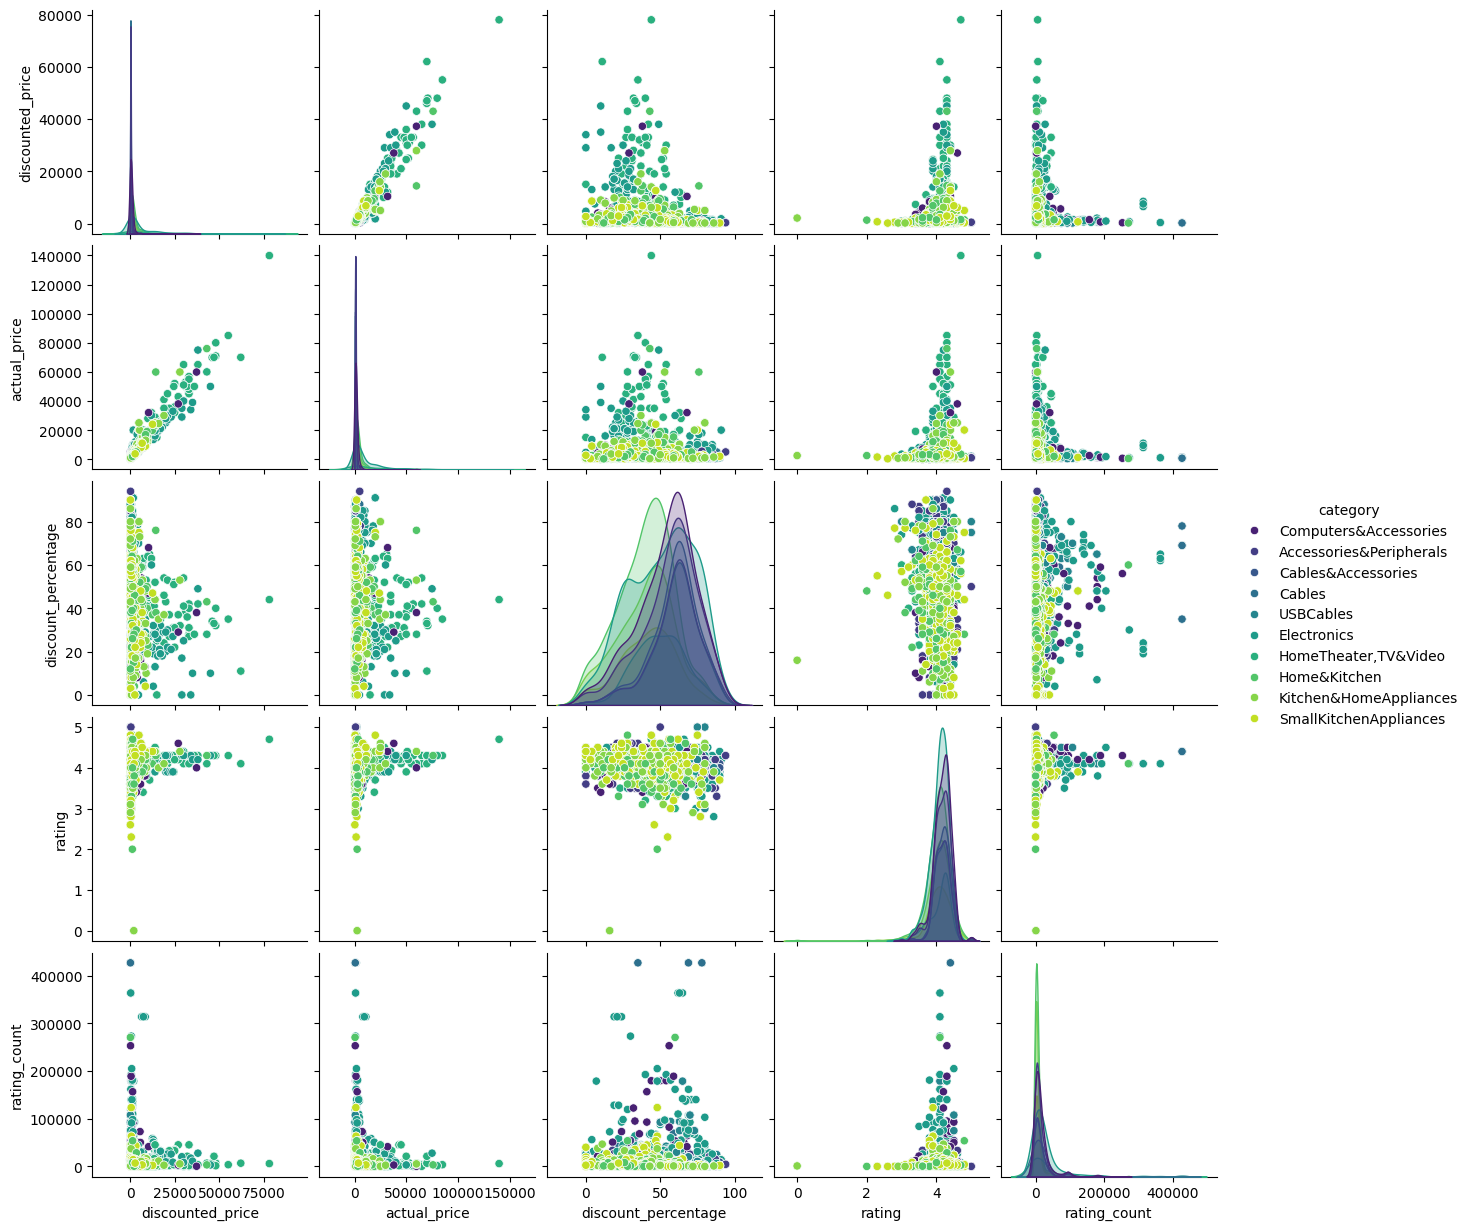 80000
60000
40000
20000
0
discounted_price
140000
120000
100000
80000
60000
40000
20000
0
actual_price
80
60
40
20
0
discount_percentage
category
Computers&Accessories
Accessories&Peripherals
Cables&Accessories
Cables
USBCables
Electronics
HomeTheater,TV&Video
Home&Kitchen
Kitchen&HomeAppliances
SmallKitchenAppliances
5
4
3
2
1
0
rating
400000
300000
200000
100000
0
rating_count
0 25000 50000 75000
0 50000 100000 150000
0 50 100
0 2 4
0 200000 400000
discounted_price
actual_price
discount_percentage
rating
rating_count